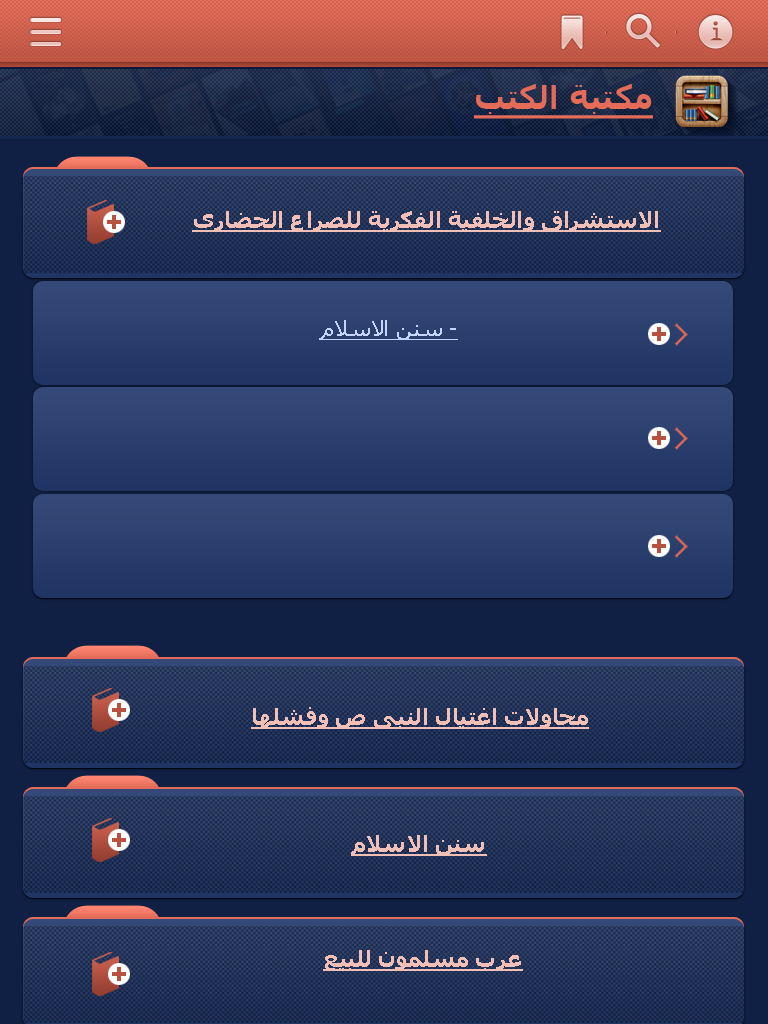 مكتبة الكتب
الاستشراق والخلفية الفكرية للصراع الحضارى
- سنن الاسلام
محاولات اغتيال النبى ص وفشلها
سنن الاسلام
عرب مسلمون للبيع